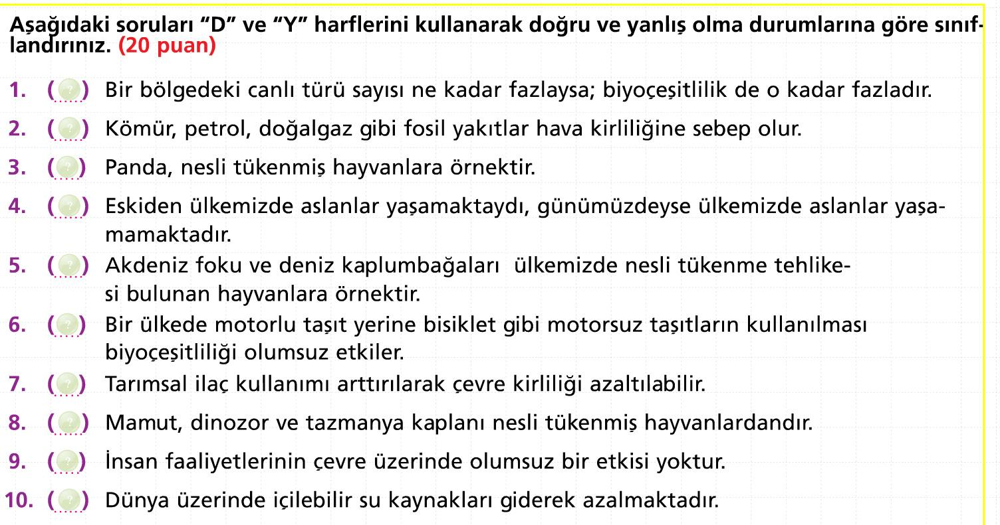 Aşağıdaki soruları “D” ve “Y” harflerini kullanarak doğru ve yanlış olma durumlarına göre sınıf-
landırınız. (20 puan)
1. (?) Bir bölgedeki canlı türü sayısı ne kadar fazlaysa; biyoçeşitlilik de o kadar fazladır.
2. (?) Kömür, petrol, doğalgaz gibi fosil yakıtlar hava kirliliğine sebep olur.
3. (?) Panda, nesli tükenmiş hayvanlara örnektir.
4. (?) Eskiden ülkemizde aslanlar yaşamaktaydı, günümüzdeyse ülkemizde aslanlar yaşa-
mamaktadır.
5. (?) Akdeniz foku ve deniz kaplumbağaları ülkemizde nesli tükenme tehlike-
si bulunan hayvanlara örnektir.
6. (?) Bir ülkede motorlu taşıt yerine bisiklet gibi motorsuz taşıtların kullanılması
biyoçeşitliliği olumsuz etkiler.
7. (?) Tarımsal ilaç kullanımı arttırılarak çevre kirliliği azaltılabilir.
8. (?) Mamut, dinozor ve tazmanya kaplanı nesli tükenmiş hayvanlardandır.
9. (?) İnsan faaliyetlerinin çevre üzerinde olumsuz bir etkisi yoktur.
10. (?) Dünya üzerinde içilebilir su kaynakları giderek azalmaktadır.